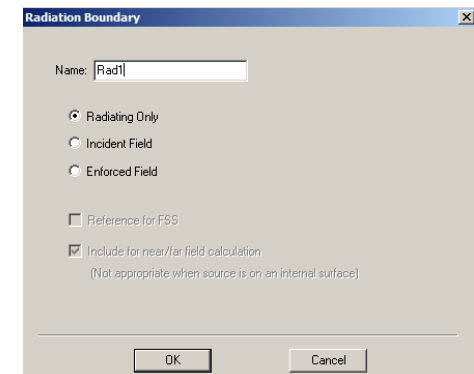 Radiation Boundary
Name: Rad1
Radiating Only
Incident Field
Enforced Field
Reference for FSS
Include for near/far field calculation
(Not appropriate when source is on an internal surface)
OK Cancel